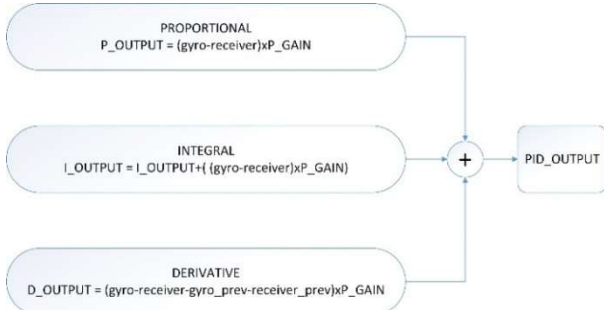 PROPORTIONAL
P_OUTPUT = (gyro-receiver)xP_GAIN
INTEGRAL
I_OUTPUT = I_OUTPUT+( (gyro-receiver)xP_GAIN)
+
PID_OUTPUT
DERIVATIVE
D_OUTPUT = (gyro-receiver-gyro_prev-receiver_prev)xP_GAIN